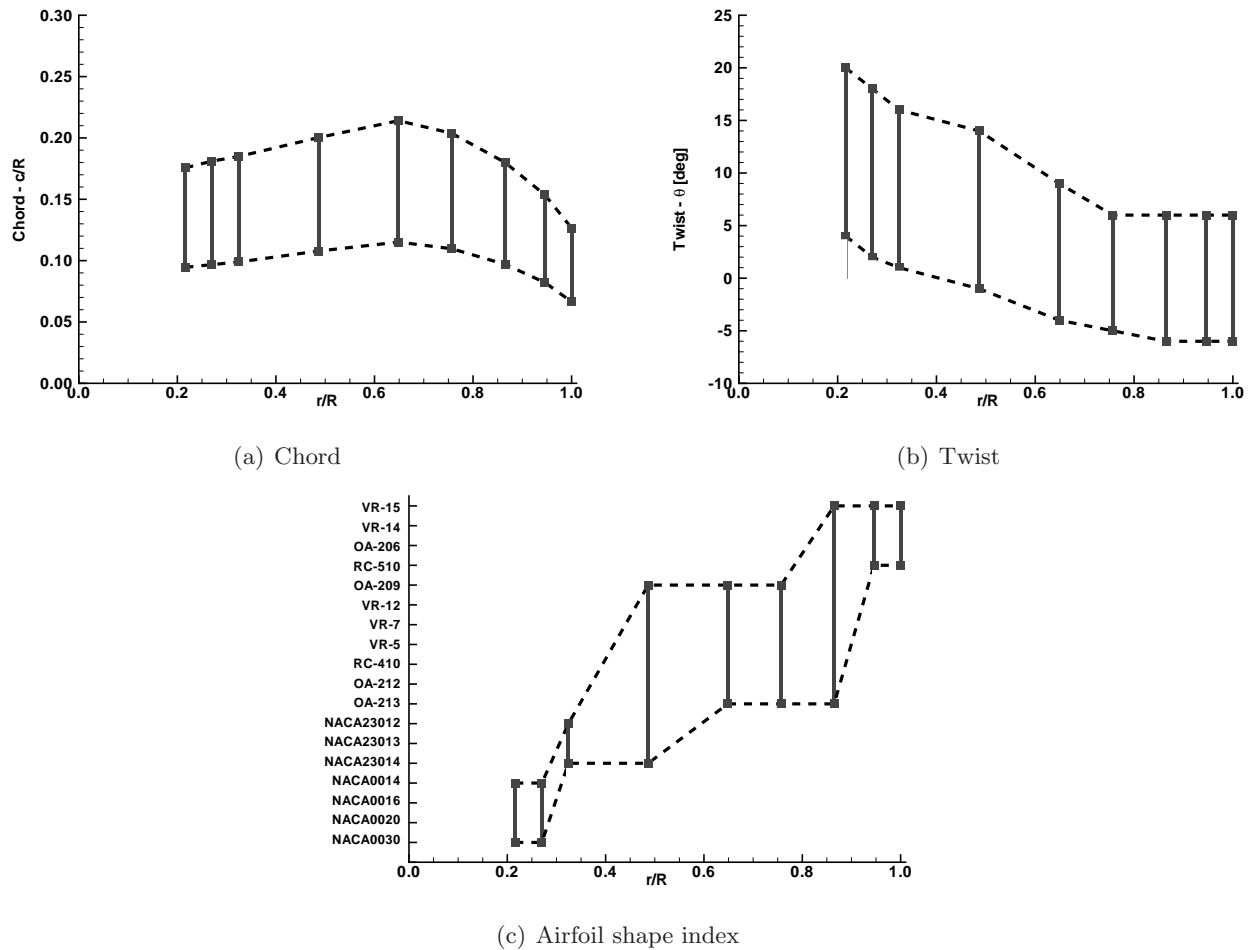 0.30
0.25
0.20
0.15
0.10
0.05
0.00
Chord - c/R
0.0 0.2 0.4 0.6 0.8 1.0
r/R
(a) Chord
25
20
15
10
5
0
-5
-10
Twist - θ [deg]
0.0 0.2 0.4 0.6 0.8 1.0
r/R
(b) Twist
VR-15
VR-14
OA-206
RC-510
OA-209
VR-12
VR-7
VR-5
RC-410
OA-212
OA-213
NACA23012
NACA23013
NACA23014
NACA0014
NACA0016
NACA0020
NACA0030
0.0 0.2 0.4 0.6 0.8 1.0
r/R
(c) Airfoil shape index